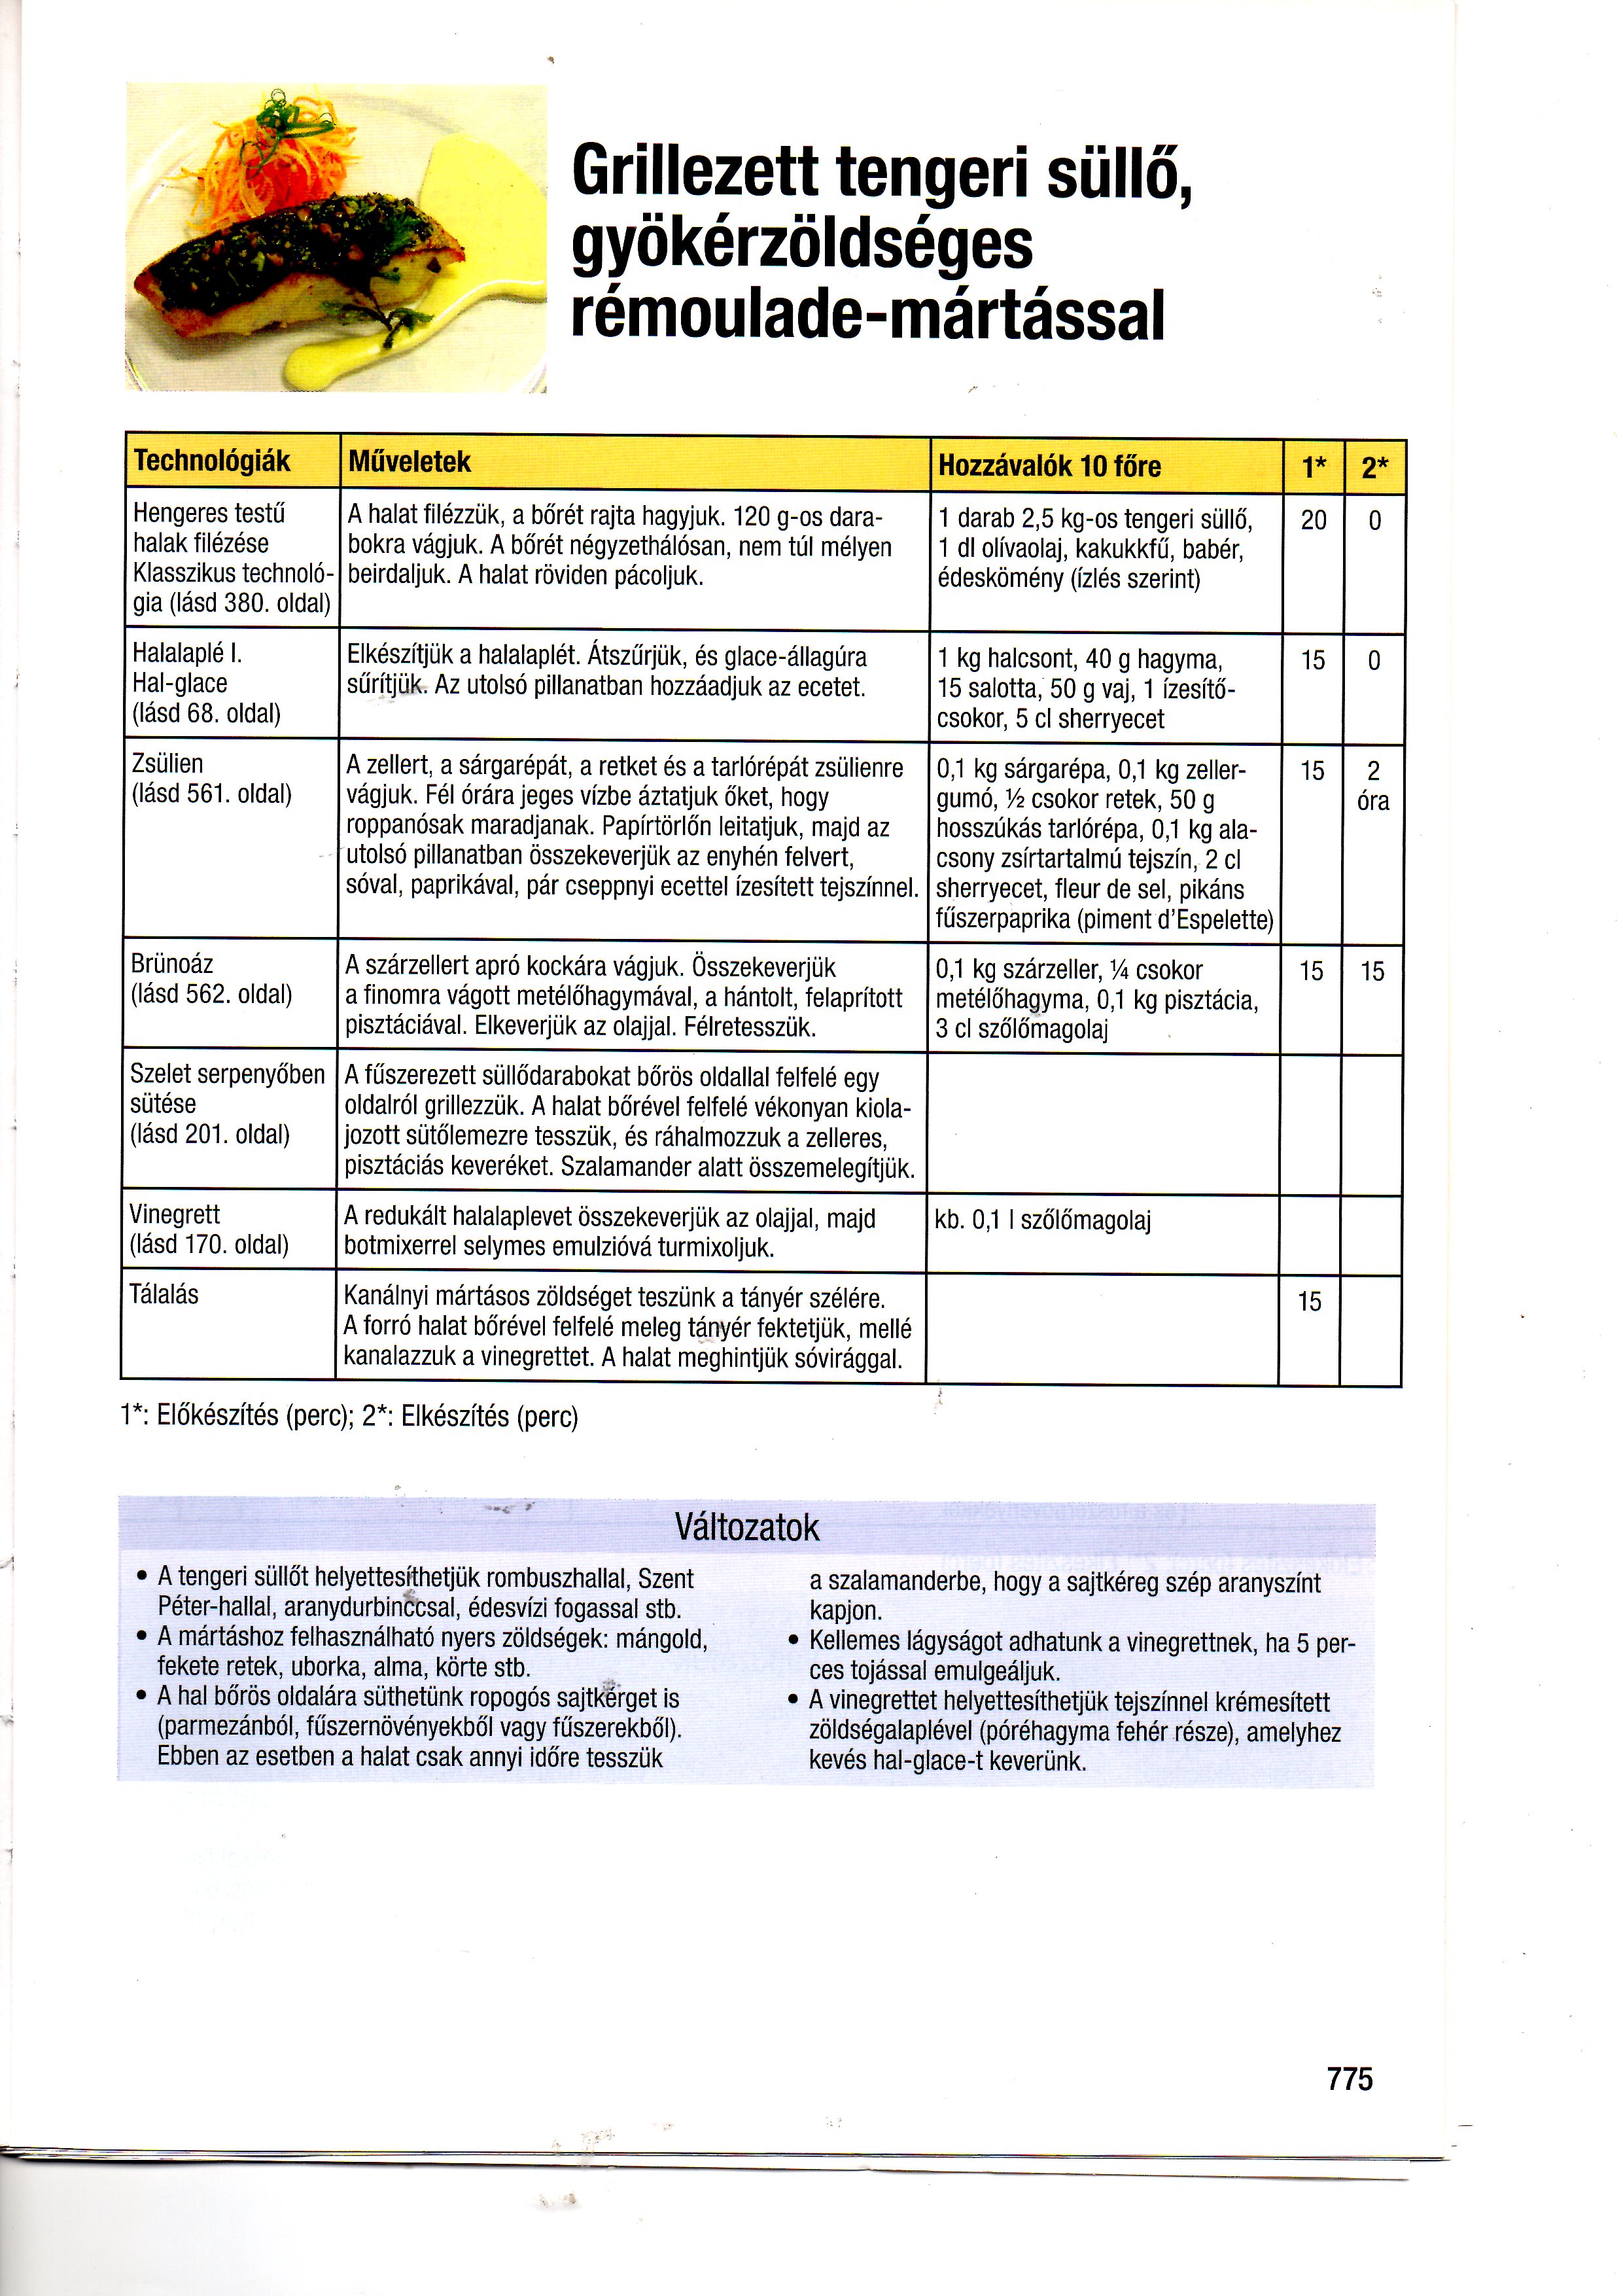 Grillezett tengeri süllő,
gyökérzöldséges
rémoulade-mártással
Technológiák
Műveletek
Hozzávalók 10 főre
1*
2*
Hengeres testű
halak filézése
Klasszikus technoló-
gia (lásd 380. oldal)
A halat filézzük, a bőrét rajta hagyjuk. 120 g-os dara-
bokra vágjuk. A bőrét négyzethálósan, nem túl mélyen
beirdaljuk. A halat röviden pácoljuk.
1 darab 2,5 kg-os tengeri süllő,
1 dl olívaolaj, kakukkfű, babér,
édeskömény (ízlés szerint)
20
0
Halalaplé I.
Hal-glace
(lásd 68. oldal)
Elkészítjük a halalaplét. Átszűrjük, és glace-állagúra
sűrítjük. Az utolsó pillanatban hozzáadjuk az ecetet.
1 kg halcsont, 40 g hagyma,
15 salotta, 50 g vaj, 1 ízesítő-
csokor, 5 cl sherryecet
15
0
Zsülien
(lásd 561. oldal)
A zellert, a sárgarépát, a retket és a tarlórépát zsülienre
vágjuk. Fél órára jeges vízbe áztatjuk őket, hogy
roppanósak maradjanak. Papírtörlőn leitatjuk, majd az
utolsó pillanatban összekeverjük az enyhén felvert,
sóval, paprikával, pár cseppnyi ecettel ízesített tejszínnel.
0,1 kg sárgarépa, 0,1 kg zeller-
gumó, ½ csokor retek, 50 g
hosszúkás tarlórépa, 0,1 kg ala-
csony zsírtartalmú tejszín, 2 cl
sherryecet, fleur de sel, pikáns
fűszerpaprika (piment d'Espelette)
15
2
óra
Brünoáz
(lásd 562. oldal)
A szárzellert apró kockára vágjuk. Összekeverjük
a finomra vágott metélőhagymával, a hántolt, felaprított
pisztáciával. Elkeverjük az olajjal. Félretesszük.
0,1 kg szárzeller, ¼ csokor
metélőhagyma, 0,1 kg pisztácia,
3 cl szőlőmagolaj
15
15
Szelet serpenyőben
sütése
(lásd 201. oldal)
A fűszerezett süllődarabokat bőrös oldallal felfelé egy
oldalról grillezzük. A halat bőrével felfelé vékonyan kiola-
jozott sütőlemezre tesszük, és ráhalmozzuk a zelleres,
pisztáciás keveréket. Szalamander alatt összemelegítjük.
Vinegrett
(lásd 170. oldal)
A redukált halalaplevet összekeverjük az olajjal, majd
botmixerrel selymes emulzióvá turmixoljuk.
kb. 0,1 l szőlőmagolaj
Tálalás
Kanálnyi mártásos zöldséget teszünk a tányér szélére.
A forró halat bőrével felfelé meleg tányér fektetjük, mellé
kanalazzuk a vinegrettet. A halat meghintjük sóvirággal.
15
1*: Előkészítés (perc); 2*: Elkészítés (perc)
Változatok
• A tengeri süllőt helyettesíthetjük rombuszhallal, Szent
Péter-hallal, aranydurbinccsal, édesvízi fogassal stb.
• A mártáshoz felhasználható nyers zöldségek: mángold,
fekete retek, uborka, alma, körte stb.
• A hal bőrös oldalára süthetünk ropogós sajtkérget is
(parmezánból, fűszernövényekből vagy fűszerekből).
Ebben az esetben a halat csak annyi időre tesszük
a szalamanderbe, hogy a sajtkéreg szép aranyszínt
kapjon.
• Kellemes lágyságot adhatunk a vinegrettnek, ha 5 per-
ces tojással emulgeáljuk.
• A vinegrettet helyettesíthetjük tejszínnel krémesített
zöldségalaplével (póréhagyma fehér része), amelyhez
kevés hal-glace-t keverünk.
775